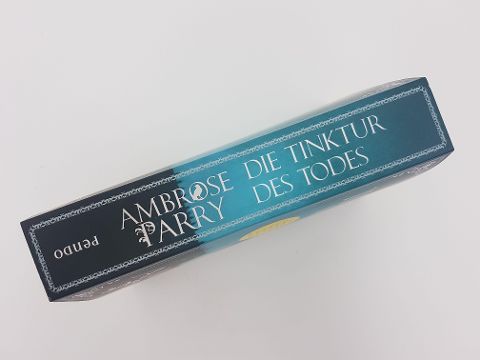 AMBROSE
PARRY
DIE TINKTUR
DES TODES
PENDO